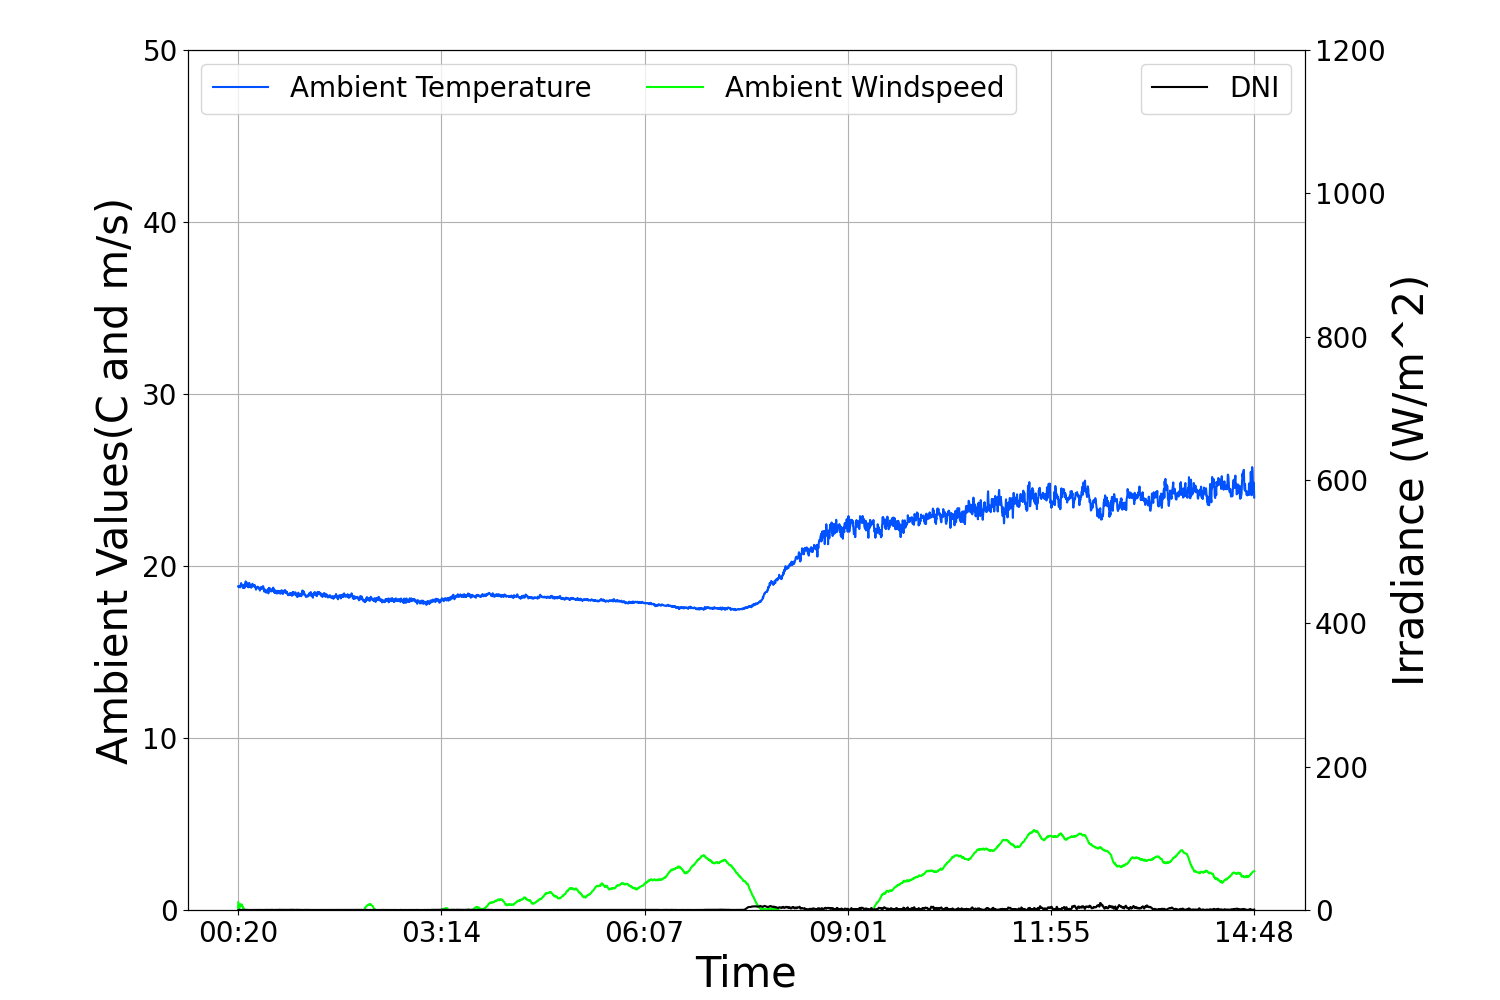 Ambient Temperature Ambient Windspeed DNI
Ambient Values(C and m/s)
50
40
30
20
10
0
1200
1000
800
600
400
200
0
Irradiance (W/m^2)
00:20 03:14 06:07 09:01 11:55 14:48
Time